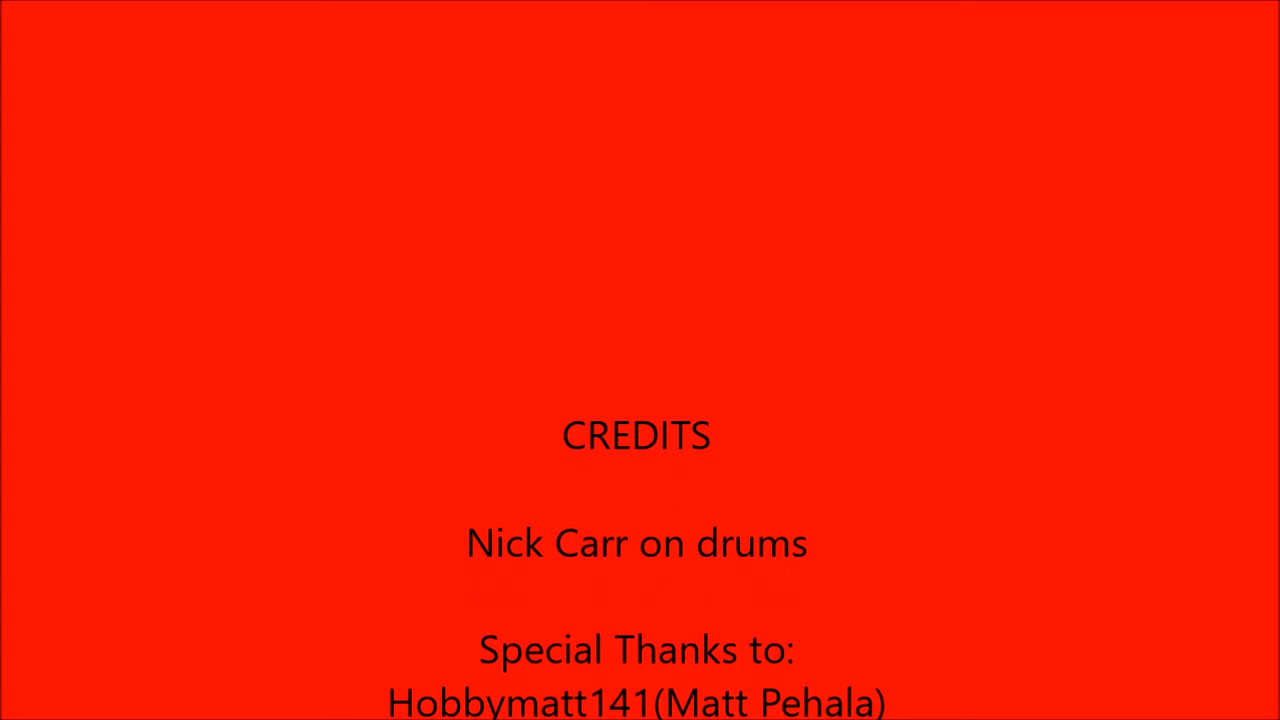 CREDITS
Nick Carr on drums
Special Thanks to:
Hobbymatt141(Matt Pehala)